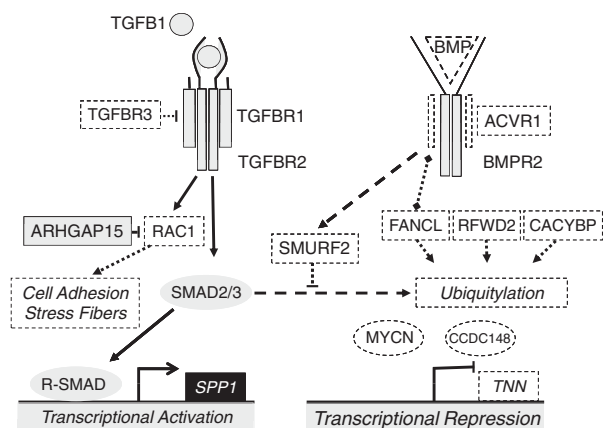 TGFB1
BMP
TGFBR3
TGFBR1
ACVR1
TGFBR2
BMPR2
ARHGAP15
RAC1
FANCL
RFWD2
CACYBP
SMURF2
Cell Adhesion
Stress Fibers
SMAD2/3
Ubiquitylation
MYCN
CCDC148
R-SMAD
SPP1
TNN
Transcriptional Activation
Transcriptional Repression